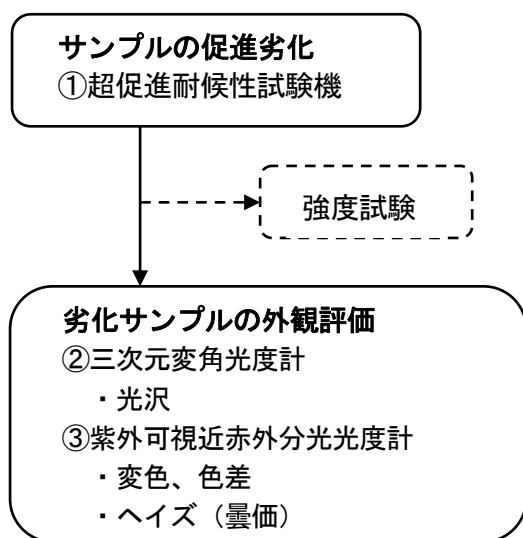 サンプルの促進劣化
①超促進耐候性試験機
強度試験
劣化サンプルの外観評価
②三次元変角光度計
・光沢
③紫外可視近赤外分光光度計
・変色、色差
・ヘイズ（曇価）